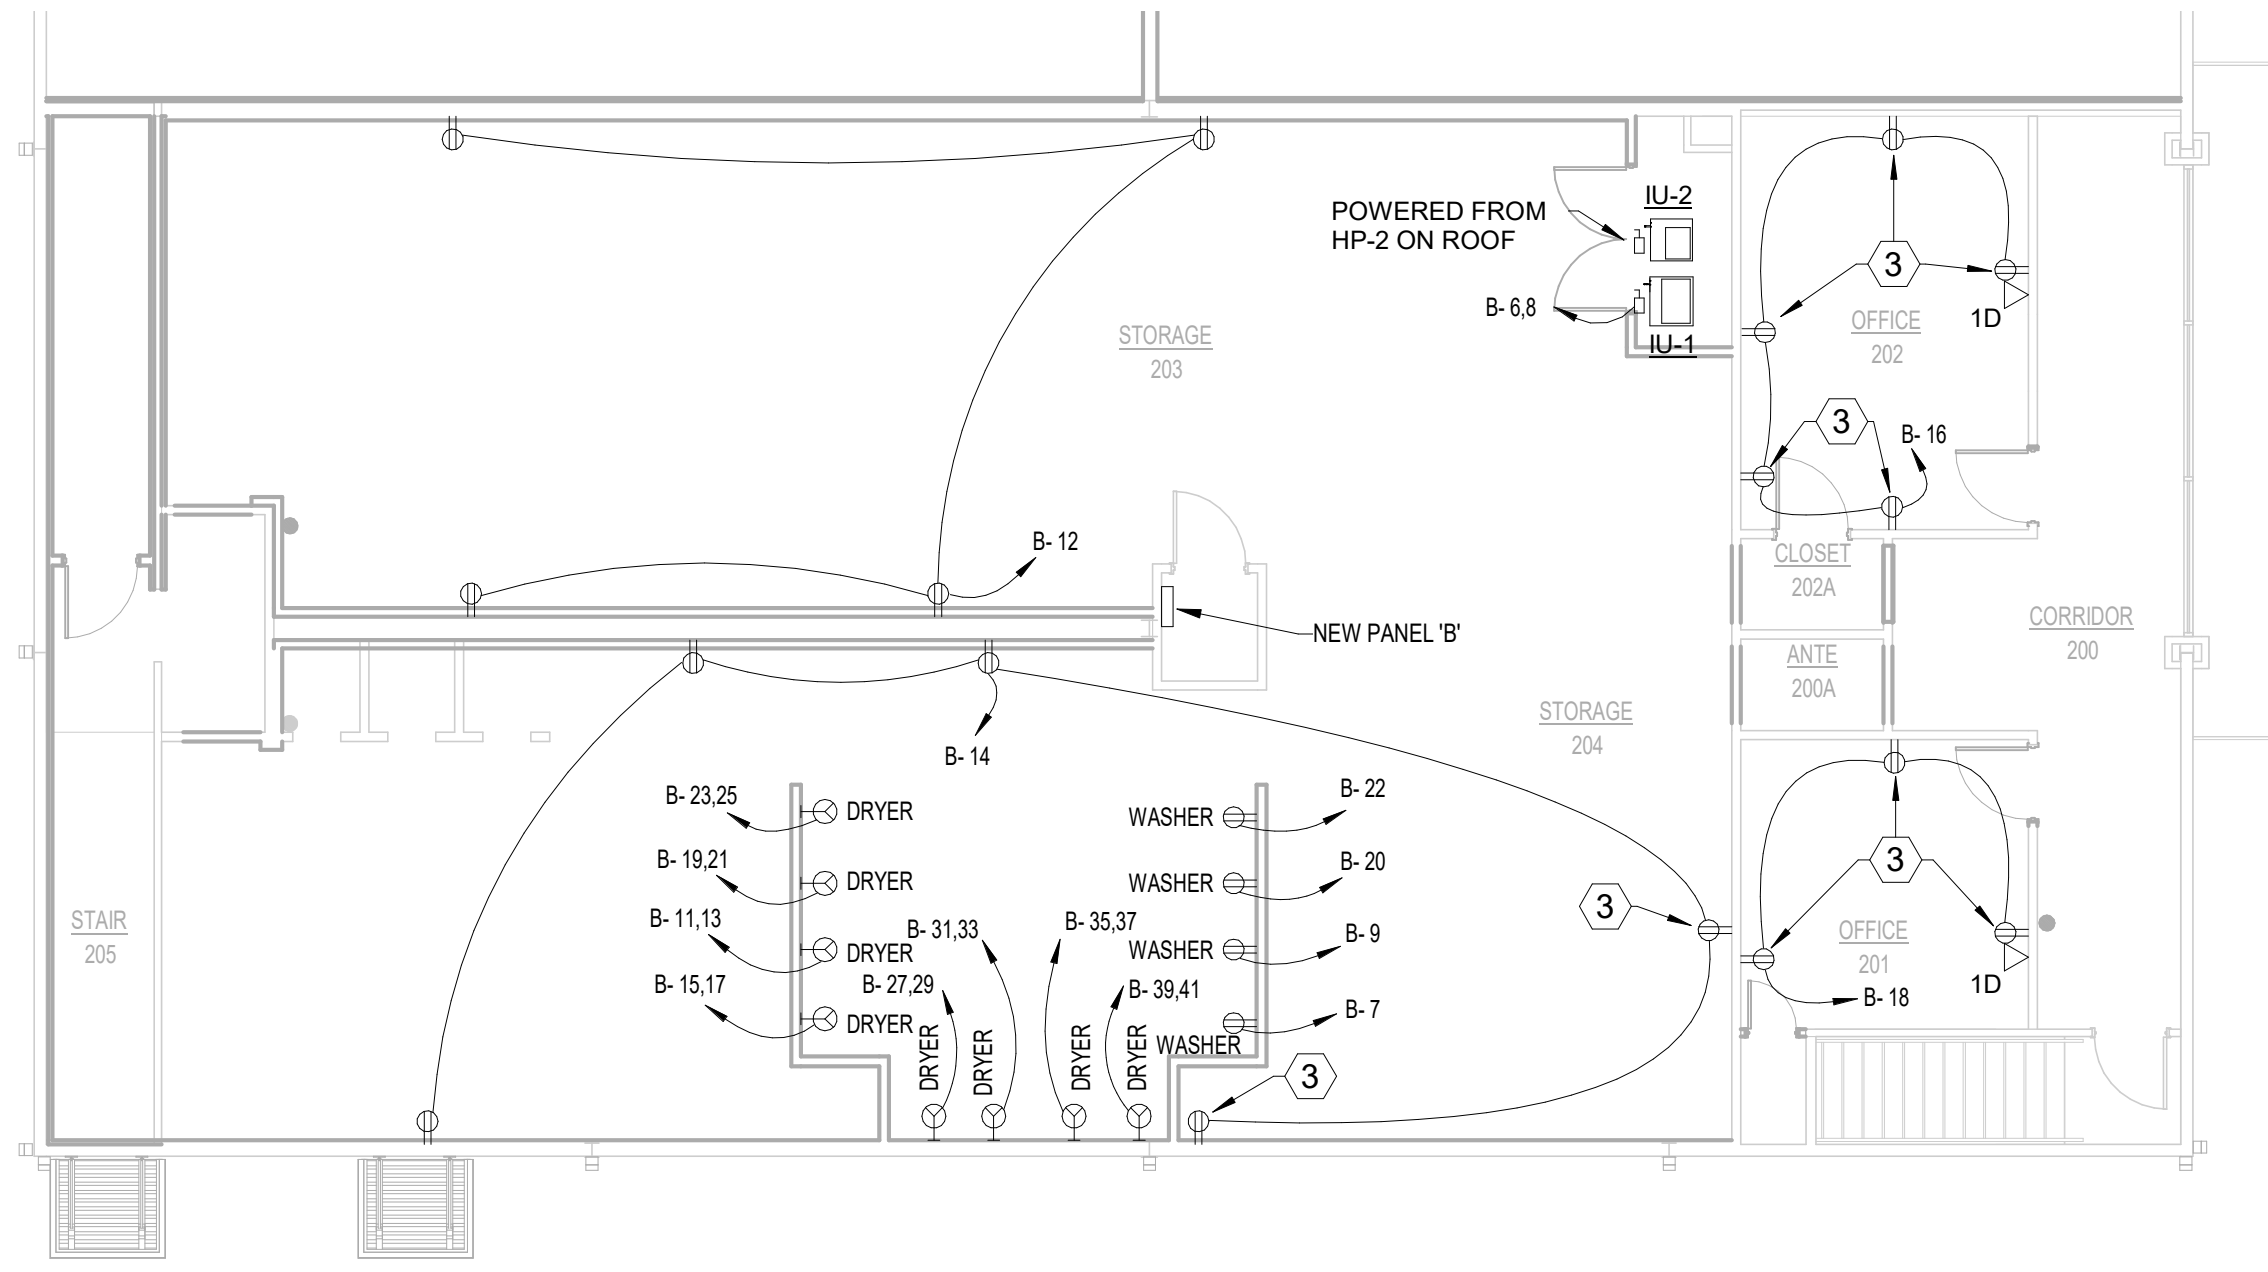 IU-2
POWERED FROM
HP-2 ON ROOF
3
B- 6,8
1D
OFFICE
202
STORAGE
203
IU-1
3
B- 16
B- 12
CLOSET
202A
NEW PANEL 'B'
CORRIDOR
200
ANTE
200A
STORAGE
204
B- 14
B- 23,25
DRYER
WASHER
B- 22
B- 19,21
DRYER
WASHER
B- 20
3
B- 11,13
DRYER
B- 31,33
B- 35,37
WASHER
B- 9
3
STAIR
205
OFFICE
201
B- 15,17
DRYER
B- 27,29
B- 39,41
B- 7
1D
B- 18
WASHER
DRYER
DRYER
DRYER
DRYER
3